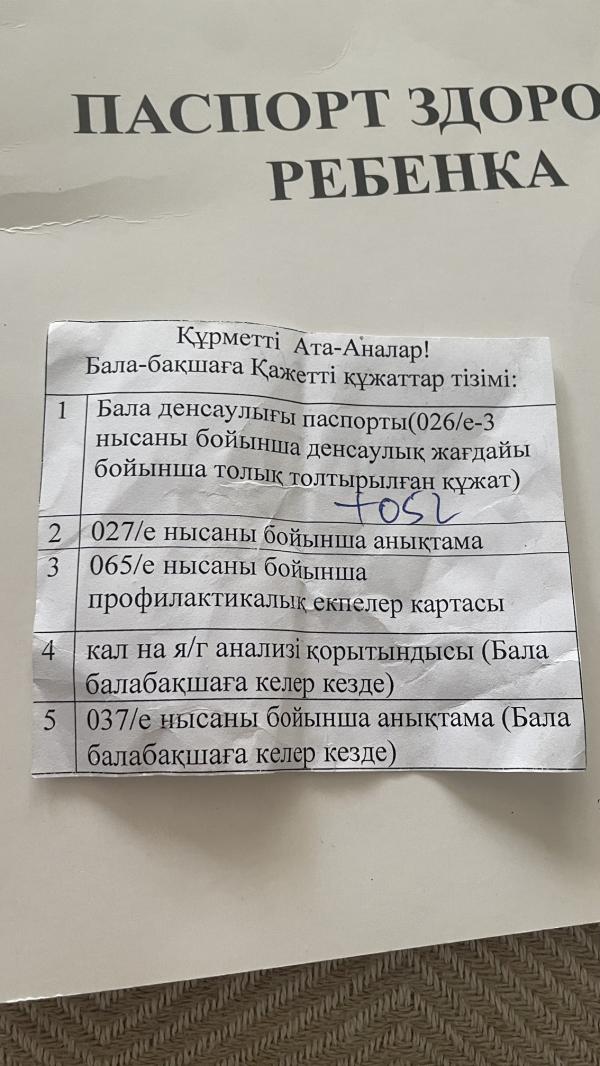 ПАСПОРТ ЗДОРО
РЕБЕНКА
Құрметті Ата-Аналар!
Бала-бақшаға Қажетті құжаттар тізімі:
1 Бала денсаулығы паспорты(026/е-3
нысаны бойынша денсаулық жағдайы
бойынша толық толтырылған құжат)
+052
2 027/е нысаны бойынша анықтама
3 065/е нысаны бойынша
профилактикалық екпелер картасы
4 кал на я/г анализі қорытындысы (Бала
балабақшаға келер кезде)
5 037/е нысаны бойынша анықтама (Бала
балабақшаға келер кезде)